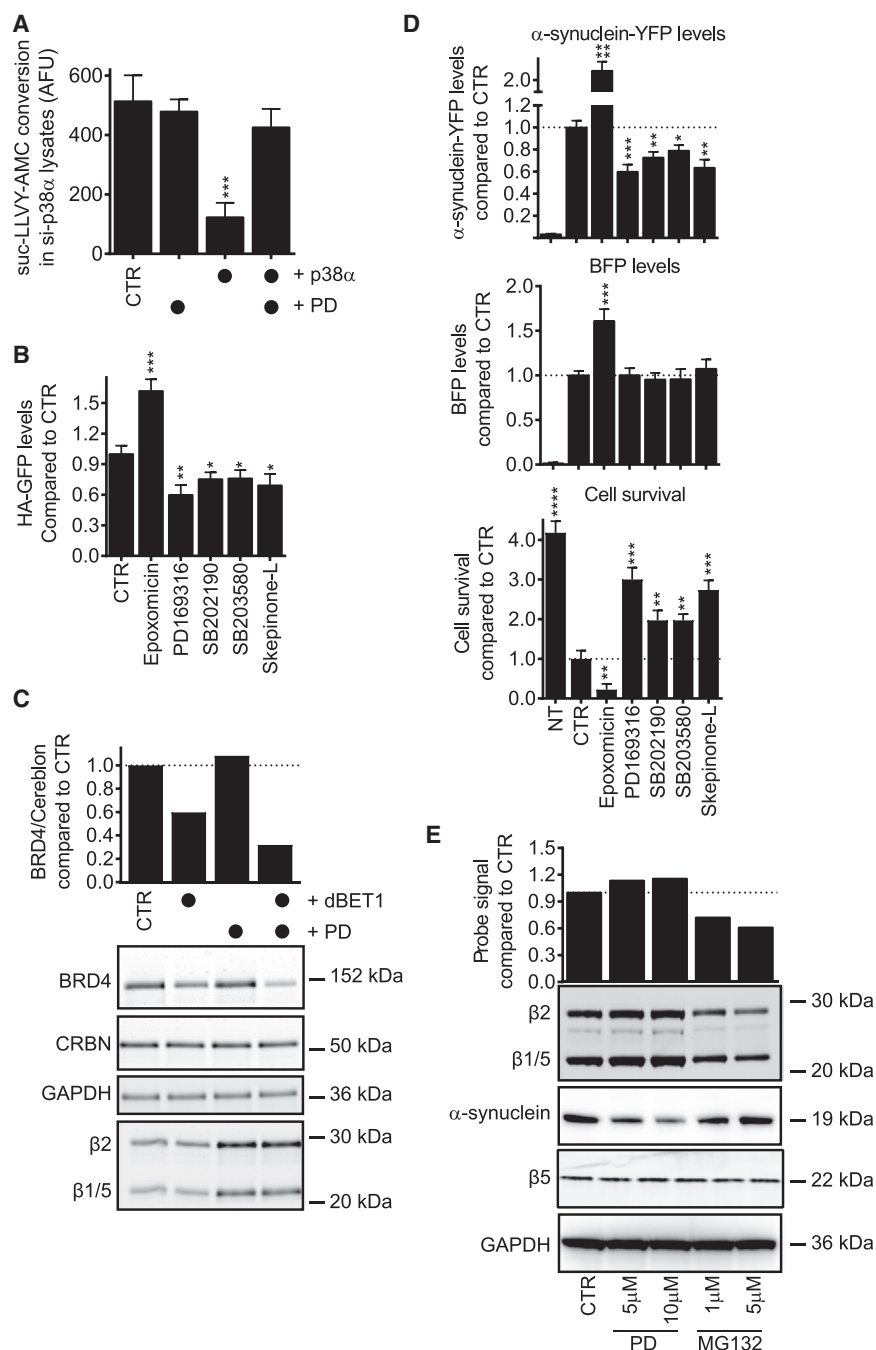 A
suc-LLVY-AMC conversion
in si-p38α lysates (AFU)
600
400
200
0
***
CTR
+ p38α
+ PD
B
HA-GFP levels
Compared to CTR
1.5
1.2
0.9
0.6
0.3
0.0
***
**
*
*
*
CTR
Epoxomicin
PD169316
SB202190
SB203580
Skepinone-L
C
BRD4/Cereblon
compared to CTR
1.0
0.8
0.6
0.4
0.2
0.0
CTR
+ dBET1
+ PD
BRD4
152 kDa
CRBN
50 kDa
GAPDH
36 kDa
β2
30 kDa
β1/5
20 kDa
D
α-synuclein-YFP levels
α-synuclein-YFP levels
compared to CTR
2.0
1.0
0.8
0.6
0.4
0.2
****
***
**
*
**
BFP levels
BFP levels
compared to CTR
2.0
1.5
1.0
0.5
0.0
***
Cell survival
Cell survival
compared to CTR
4.0
3.0
2.0
1.0
0.0
****
**
***
**
**
***
NT
CTR
Epoxomicin
PD169316
SB202190
SB203580
Skepinone-L
E
Probe signal
compared to CTR
1.5
1.2
0.9
0.6
0.3
0.0
β2
30 kDa
β1/5
20 kDa
α-synuclein
19 kDa
β5
22 kDa
GAPDH
36 kDa
CTR
5μM
10μM
1μM
5μM
PD
MG132